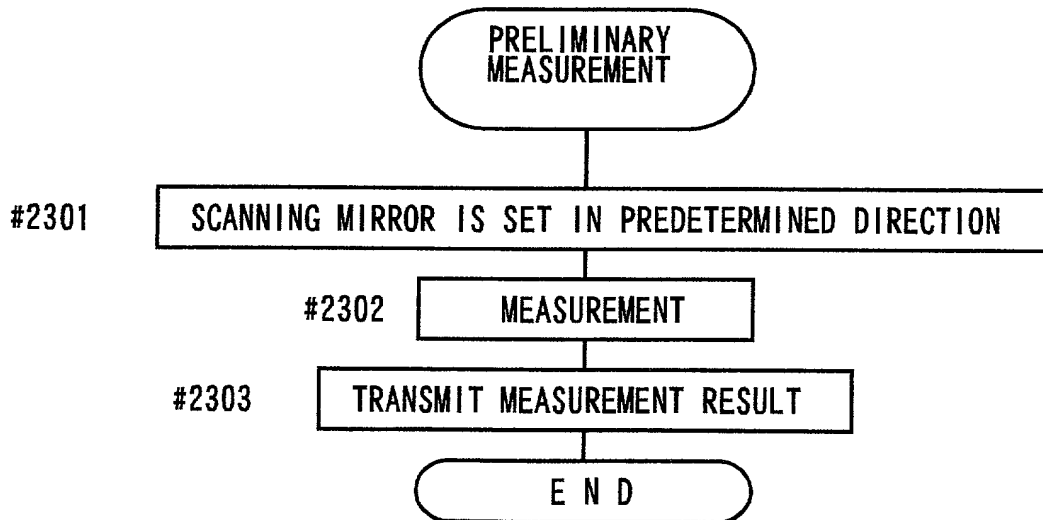 PRELIMINARY
MEASUREMENT
#2301 SCANNING MIRROR IS SET IN PREDETERMINED DIRECTION
#2302 MEASUREMENT
#2303 TRANSMIT MEASUREMENT RESULT
END